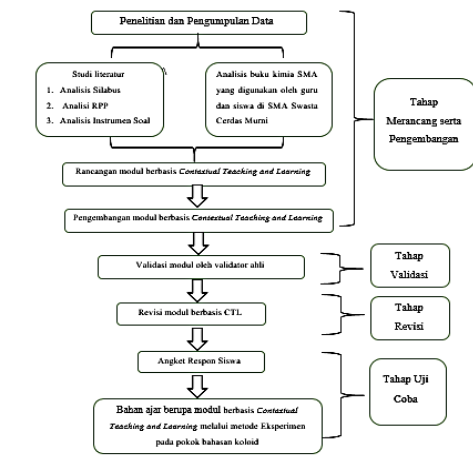 Penelitian dan Pengumpulan Data
Studi literatur
1. Analisis Silabus
2. Analisi RPP
3. Analisis Instrumen Soal
Analisis buku kimia SMA
yang digunakan oleh guru
dan siswa di SMA Swasta
Cerdas Murni
Tahap
Merancang serta
Pengembangan
Rancangan modul berbasis Contextual Teaching and Learning
Pengembangan modul berbasis Contextual Teaching and Learning
Validasi modul oleh validator ahli
Tahap
Validasi
Revisi modul berbasis CTL
Tahap
Revisi
Angket Respon Siswa
Tahap Uji
Coba
Bahan ajar berupa modul berbasis Contextual
Teaching and Learning melalui metode Eksperimen
pada pokok bahasan koloid